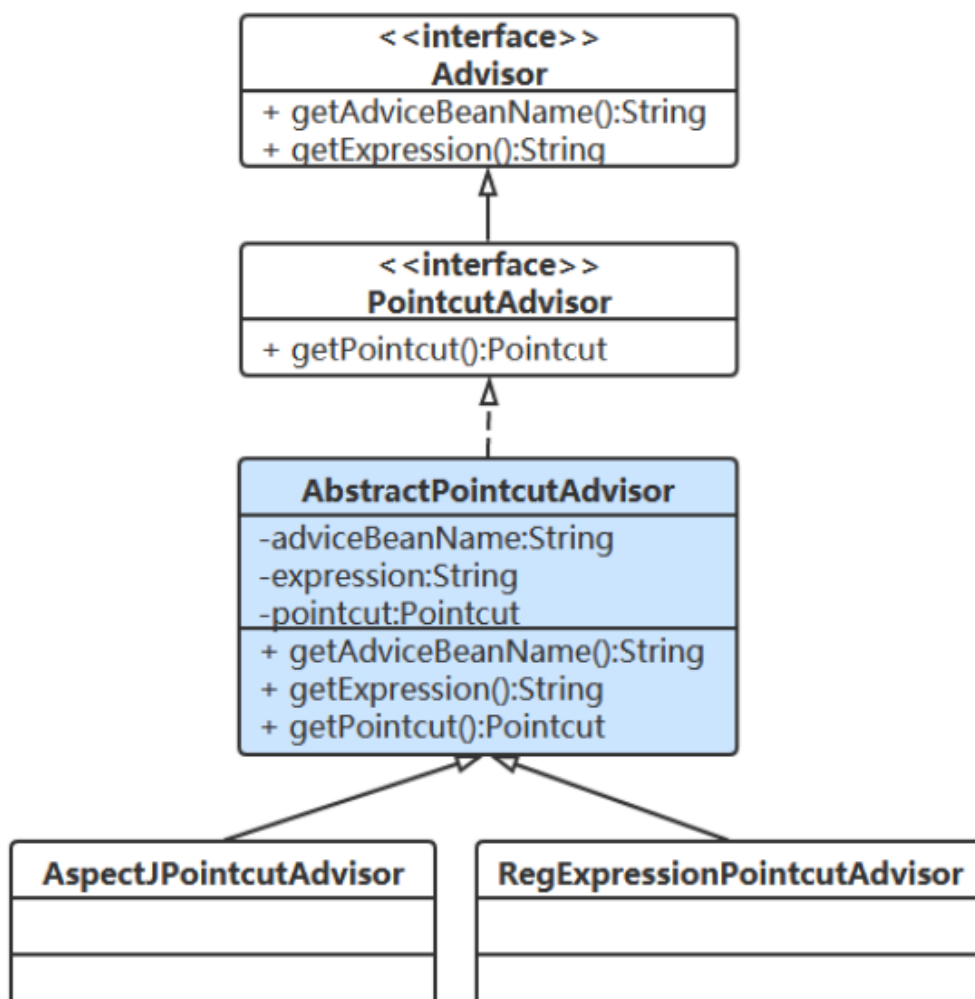 <<interface>>
Advisor
+ getAdviceBeanName():String
+ getExpression():String
<<interface>>
PointcutAdvisor
+ getPointcut():Pointcut
AbstractPointcutAdvisor
-adviceBeanName:String
-expression:String
-pointcut:Pointcut
+ getAdviceBeanName():String
+ getExpression():String
+ getPointcut():Pointcut
AspectJPointcutAdvisor
RegExpressionPointcutAdvisor